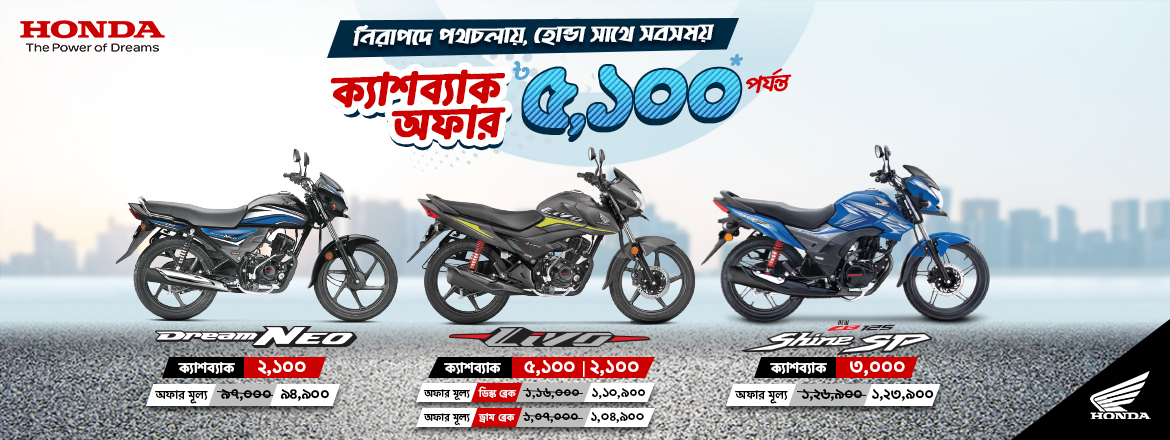 HONDA
The Power of Dreams
নিরাপদে পথচলায়, হোন্ডা সাথে সবসময়
ক্যাশব্যাক
অফার
৳ ৫,১০০* পর্যন্ত
Dream NEO
ক্যাশব্যাক ২,১০০
অফার মূল্য ৯৭,০০০ ৯৪,৯০০
Livo
ক্যাশব্যাক ৫,১০০ | ২,১০০
অফার মূল্য ডিস্ক ব্রেক ১,১৬,০০০ ১,১০,৯০০
অফার মূল্য ড্রাম ব্রেক ১,০৭,০০০ ১,০৪,৯০০
NEW CB 125
Shine SP
ক্যাশব্যাক ৩,০০০
অফার মূল্য ১,২৬,৯০০ ১,২৩,৯০০
HONDA